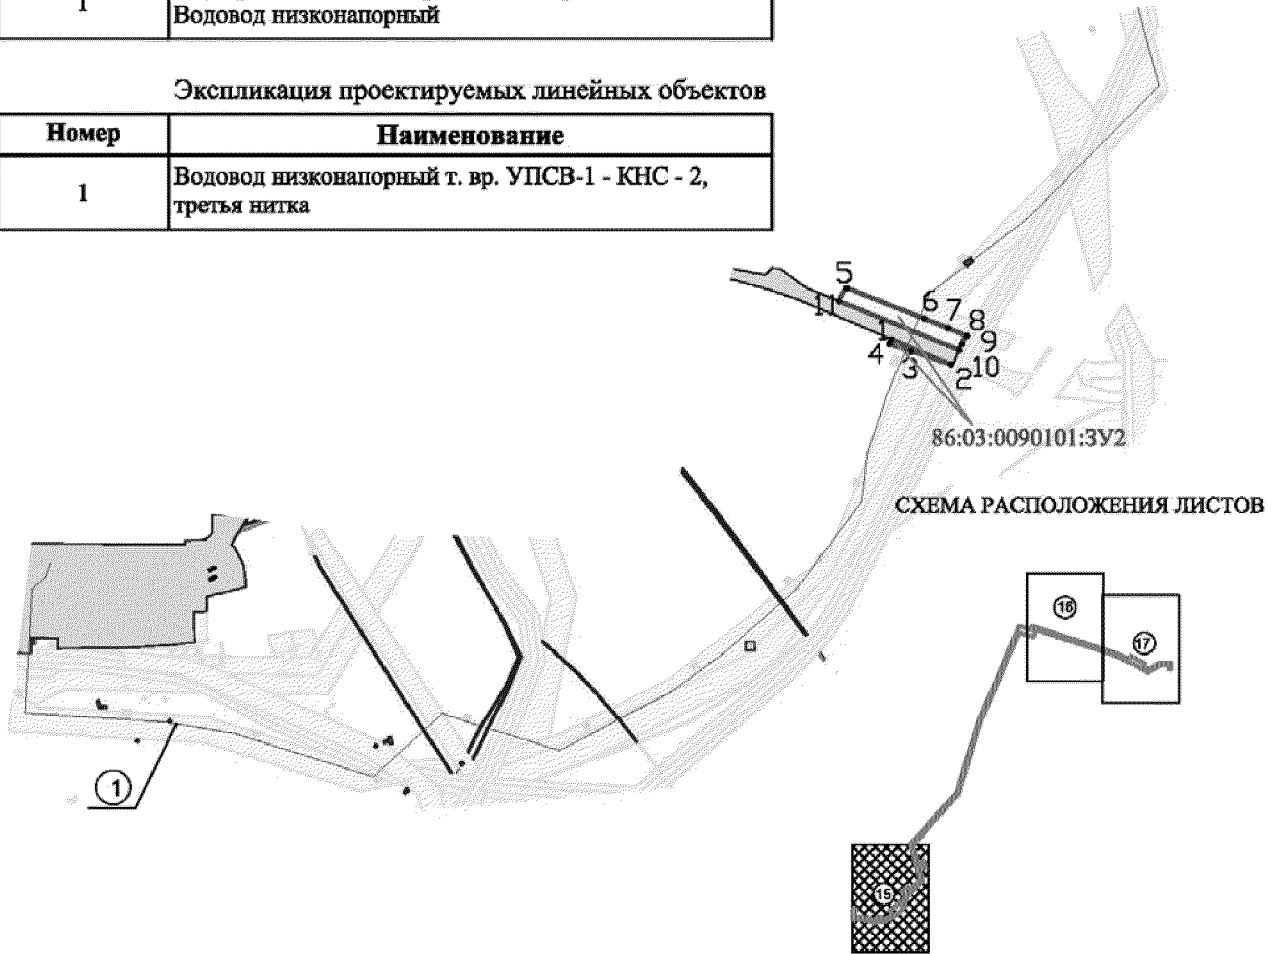 1
Водовод низконапорный
Экспликация проектируемых линейных объектов
Номер
Наименование
1
Водовод низконапорный т. вр. УПСВ-1 - КНС - 2,
третья нитка
5
11
6
7
8
1
9
4
3
10
2
86:03:0090101:ЗУ2
СХЕМА РАСПОЛОЖЕНИЯ ЛИСТОВ
16
17
1
15